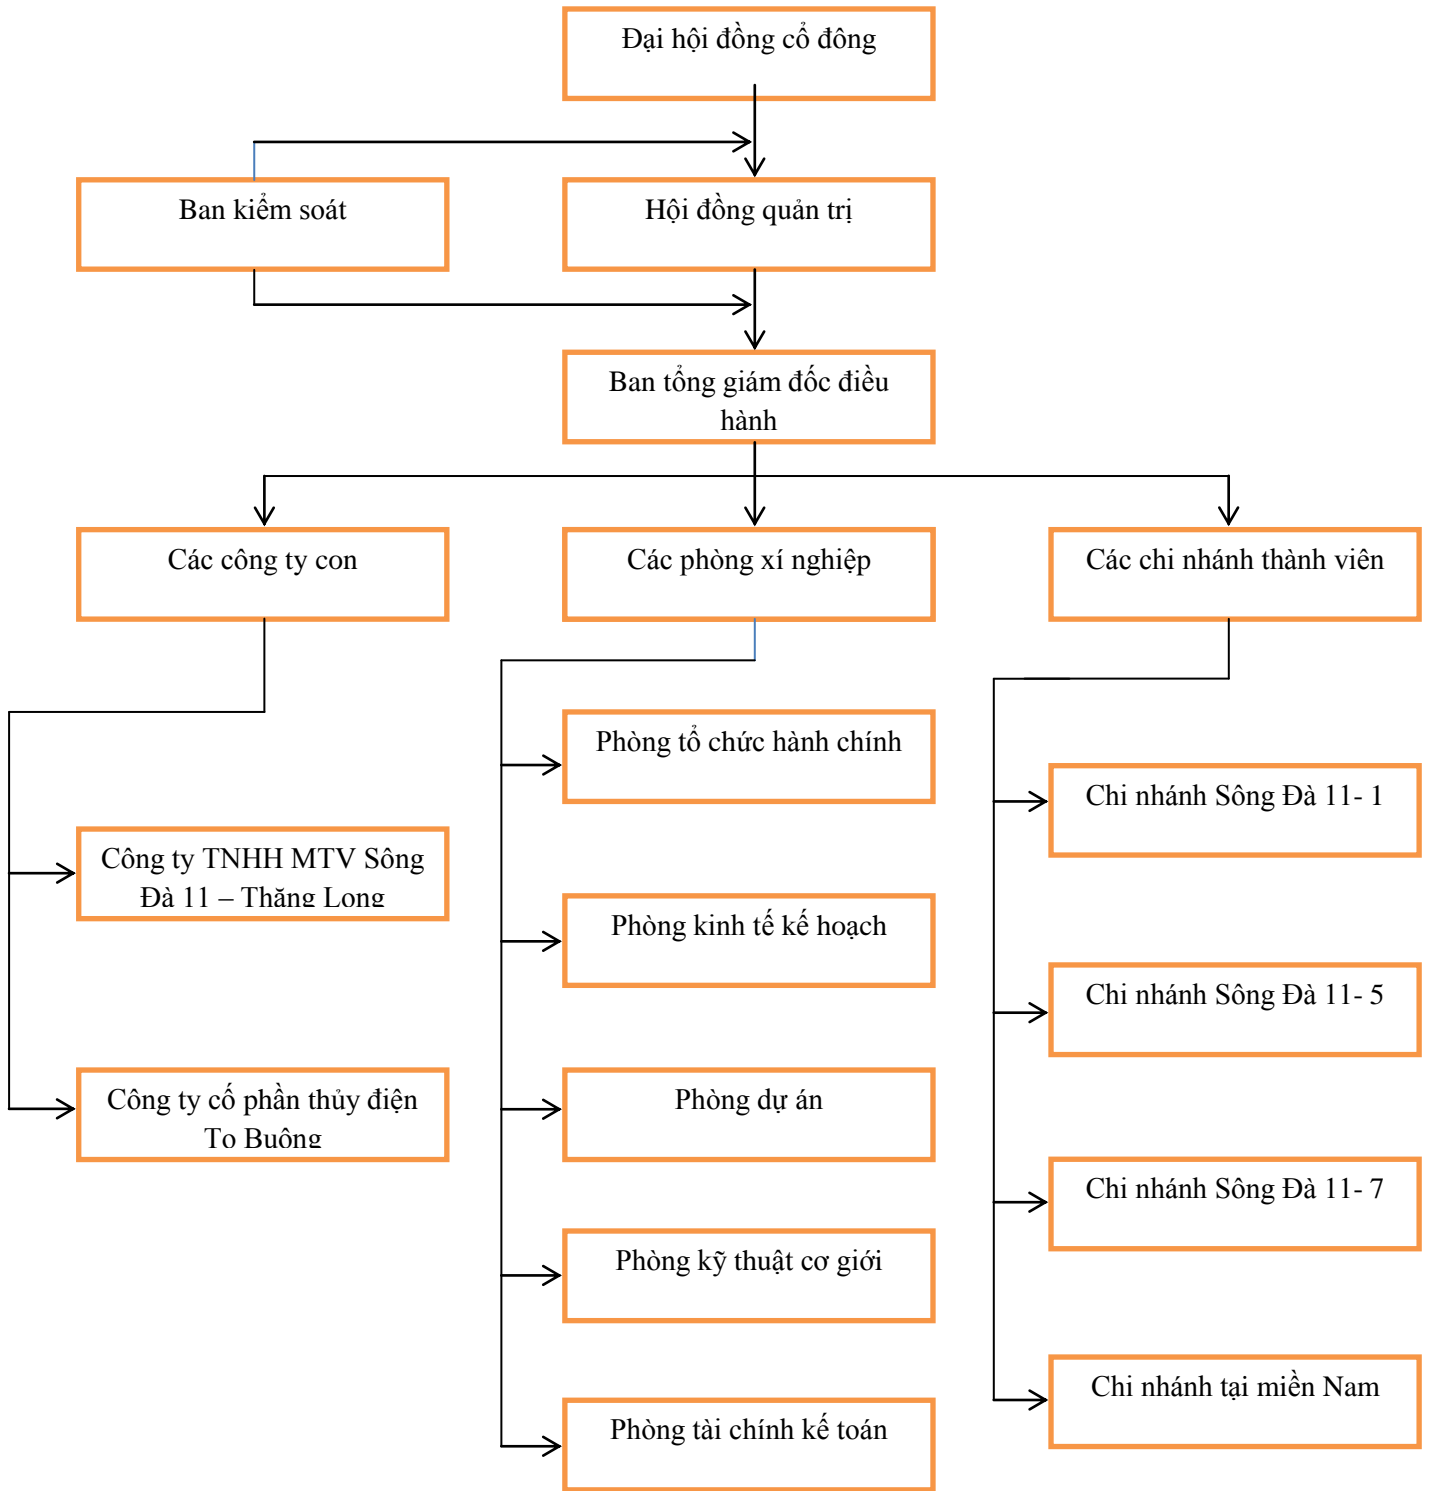 Đại hội đồng cổ đông
Ban kiểm soát
Hội đồng quản trị
Ban tổng giám đốc điều
hành
Các công ty con
Các phòng xí nghiệp
Các chi nhánh thành viên
Công ty TNHH MTV Sông
Đà 11 – Thăng Long
Công ty cố phần thủy điện
To Buông
Phòng tổ chức hành chính
Phòng kinh tế kế hoạch
Phòng dự án
Phòng kỹ thuật cơ giới
Phòng tài chính kế toán
Chi nhánh Sông Đà 11- 1
Chi nhánh Sông Đà 11- 5
Chi nhánh Sông Đà 11- 7
Chi nhánh tại miền Nam